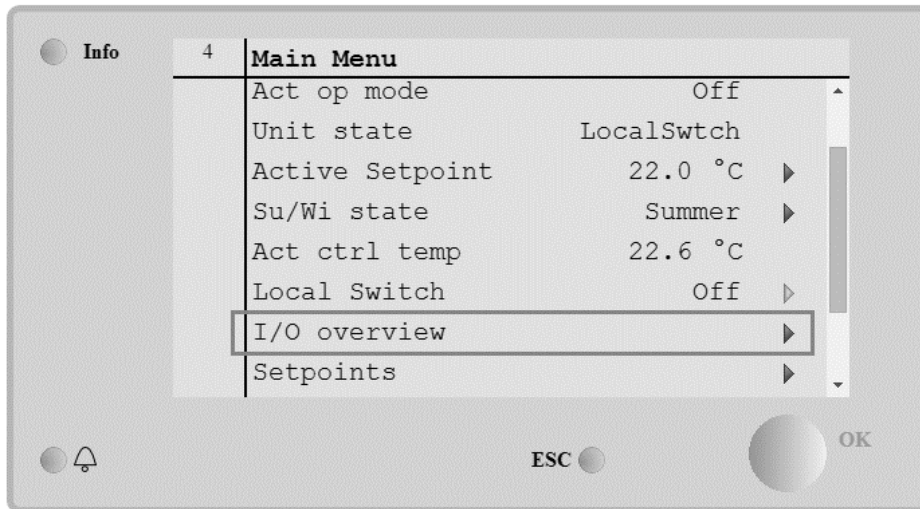 Info
4 Main Menu
Act op mode Off
Unit state LocalSwtch
Active Setpoint 22.0 °C
Su/Wi state Summer
Act ctrl temp 22.6 °C
Local Switch Off
I/O overview
Setpoints
OK
ESC